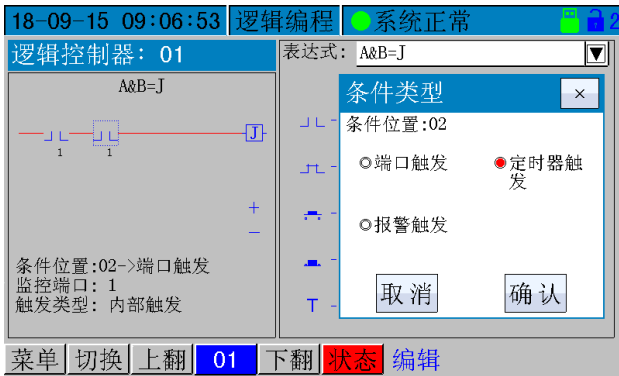 18-09-15 09:06:53 逻辑编程 系统正常 2
逻辑控制器: 01
表达式: A&B=J
A&B=J
J
1 1
+
−
条件位置:02->端口触发
监控端口: 1
触发类型: 内部触发
T
条件类型 ×
条件位置:02
端口触发 定时器触
发
报警触发
取消 确认
菜单 切换 上翻 01 下翻 状态 编辑